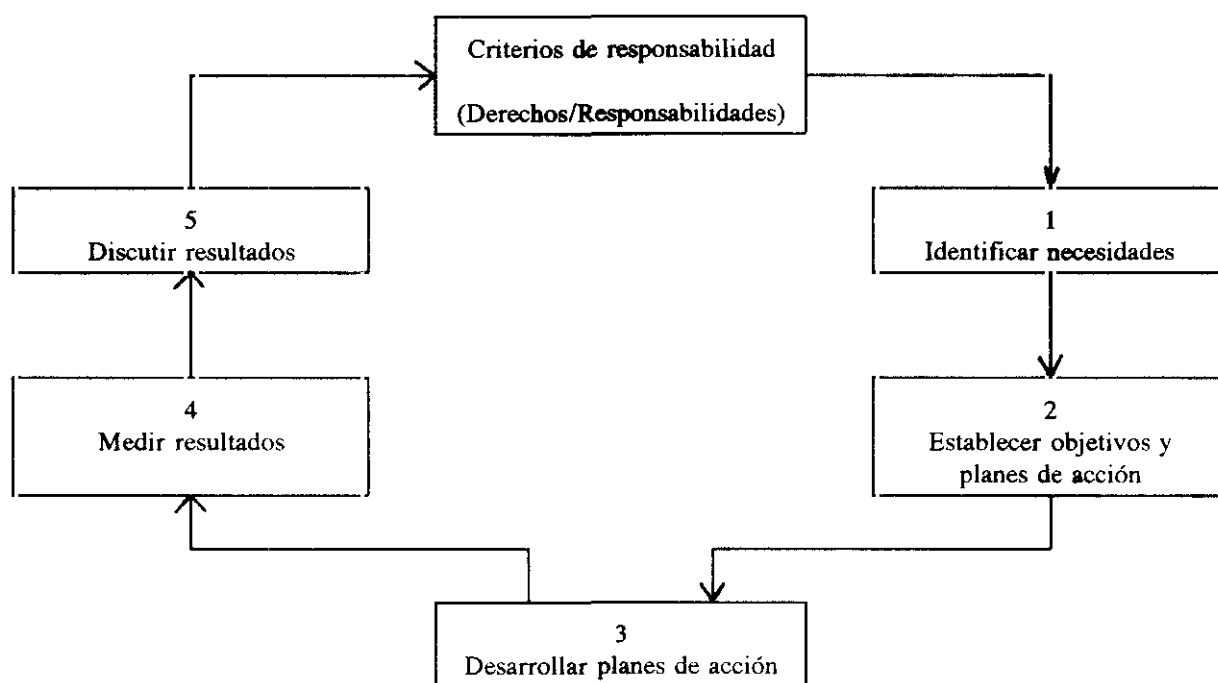 Criterios de responsabilidad
(Derechos/Responsabilidades)
1
Identificar necesidades
2
Establecer objetivos y
planes de acción
3
Desarrollar planes de acción
4
Medir resultados
5
Discutir resultados